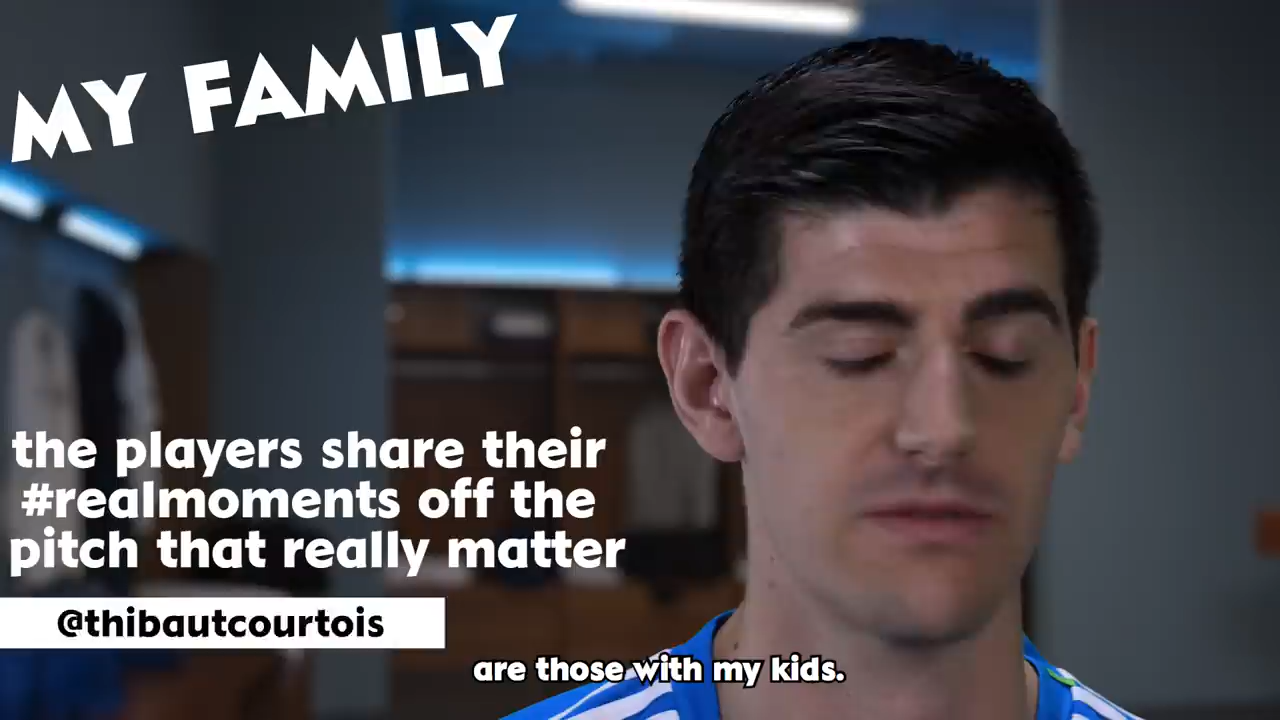 MY FAMILY
the players share their
#realmoments off the
pitch that really matter
@thibautcourtois
are those with my kids.